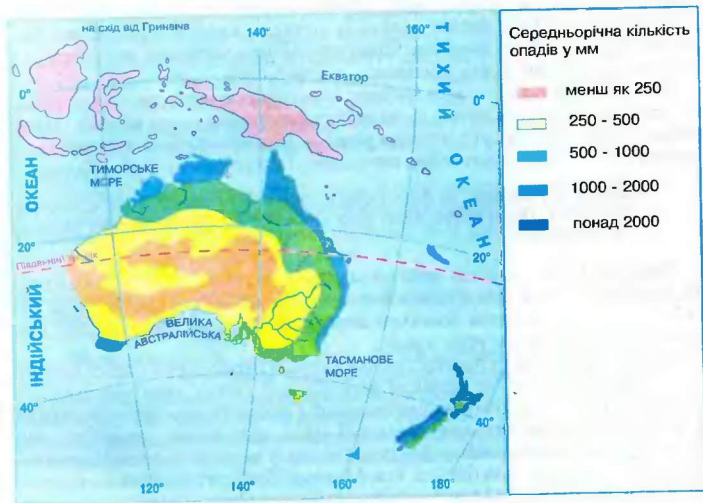 на схід від Гринвіча
140°
160°
Т И Х И Й
О К Е А Н
Екватор
0°
0°
ТИМОРСЬКЕ
МОРЕ
ОКЕАН
ІНДІЙСЬКИЙ
20°
20°
Південний
ВЕЛИКА
АВСТРАЛІЙСЬКА
ТАСМАНОВЕ
МОРЕ
40°
40°
120°
140°
160°
180°
Середньорічна кількість
опадів у мм
менш як 250
250 - 500
500 - 1000
1000 - 2000
понад 2000